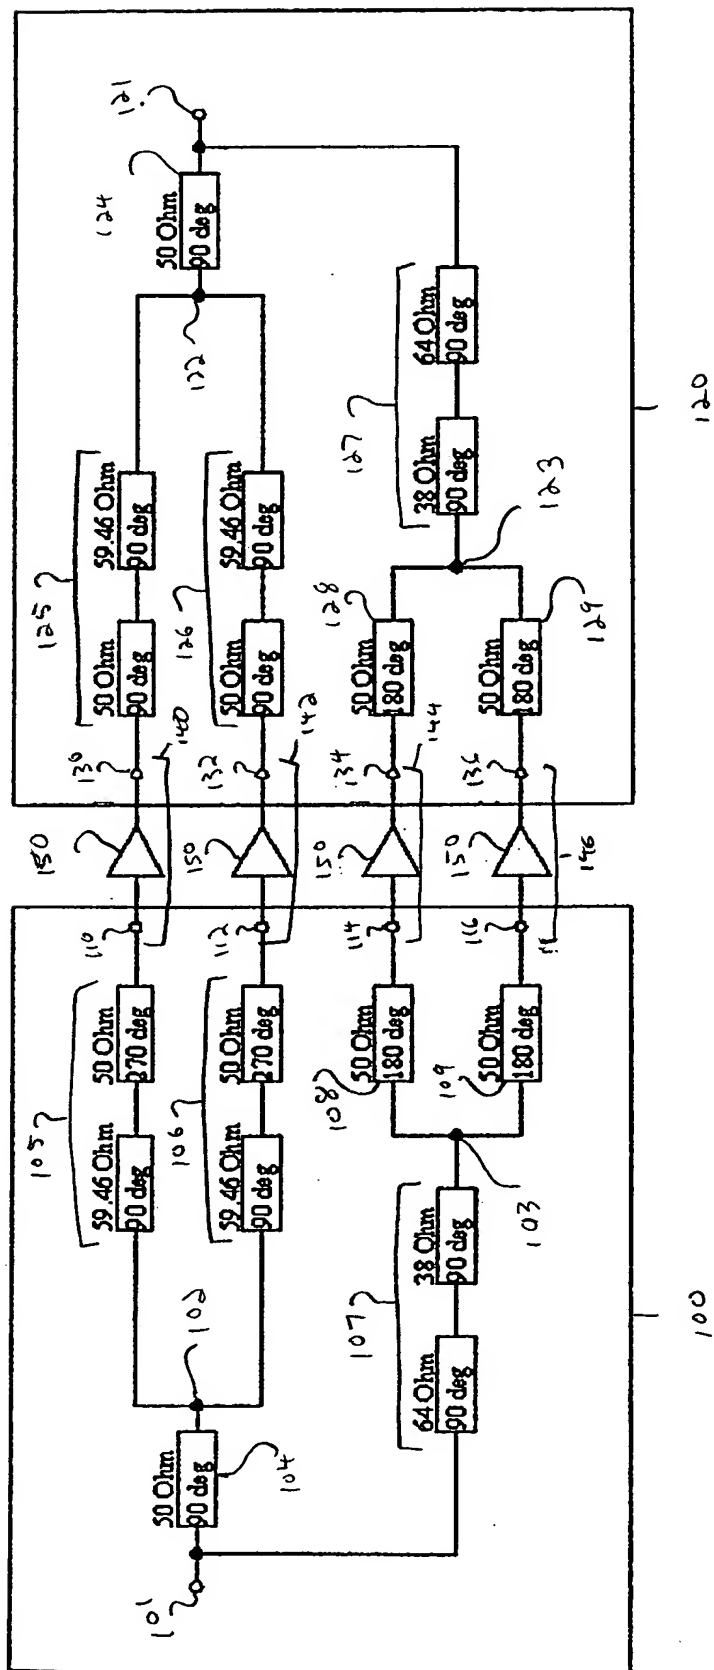 101
50 Ohm
90 deg
104
102
105
59.46 Ohm
90 deg
50 Ohm
270 deg
106
59.46 Ohm
90 deg
50 Ohm
270 deg
107
64 Ohm
90 deg
38 Ohm
90 deg
103
108
50 Ohm
180 deg
109
50 Ohm
180 deg
110
112
114
116
150
150
150
150
140
142
144
146
130
132
134
136
125
50 Ohm
90 deg
59.46 Ohm
90 deg
126
50 Ohm
90 deg
59.46 Ohm
90 deg
128
50 Ohm
180 deg
129
50 Ohm
180 deg
123
127
38 Ohm
90 deg
64 Ohm
90 deg
122
50 Ohm
90 deg
124
121
100
120